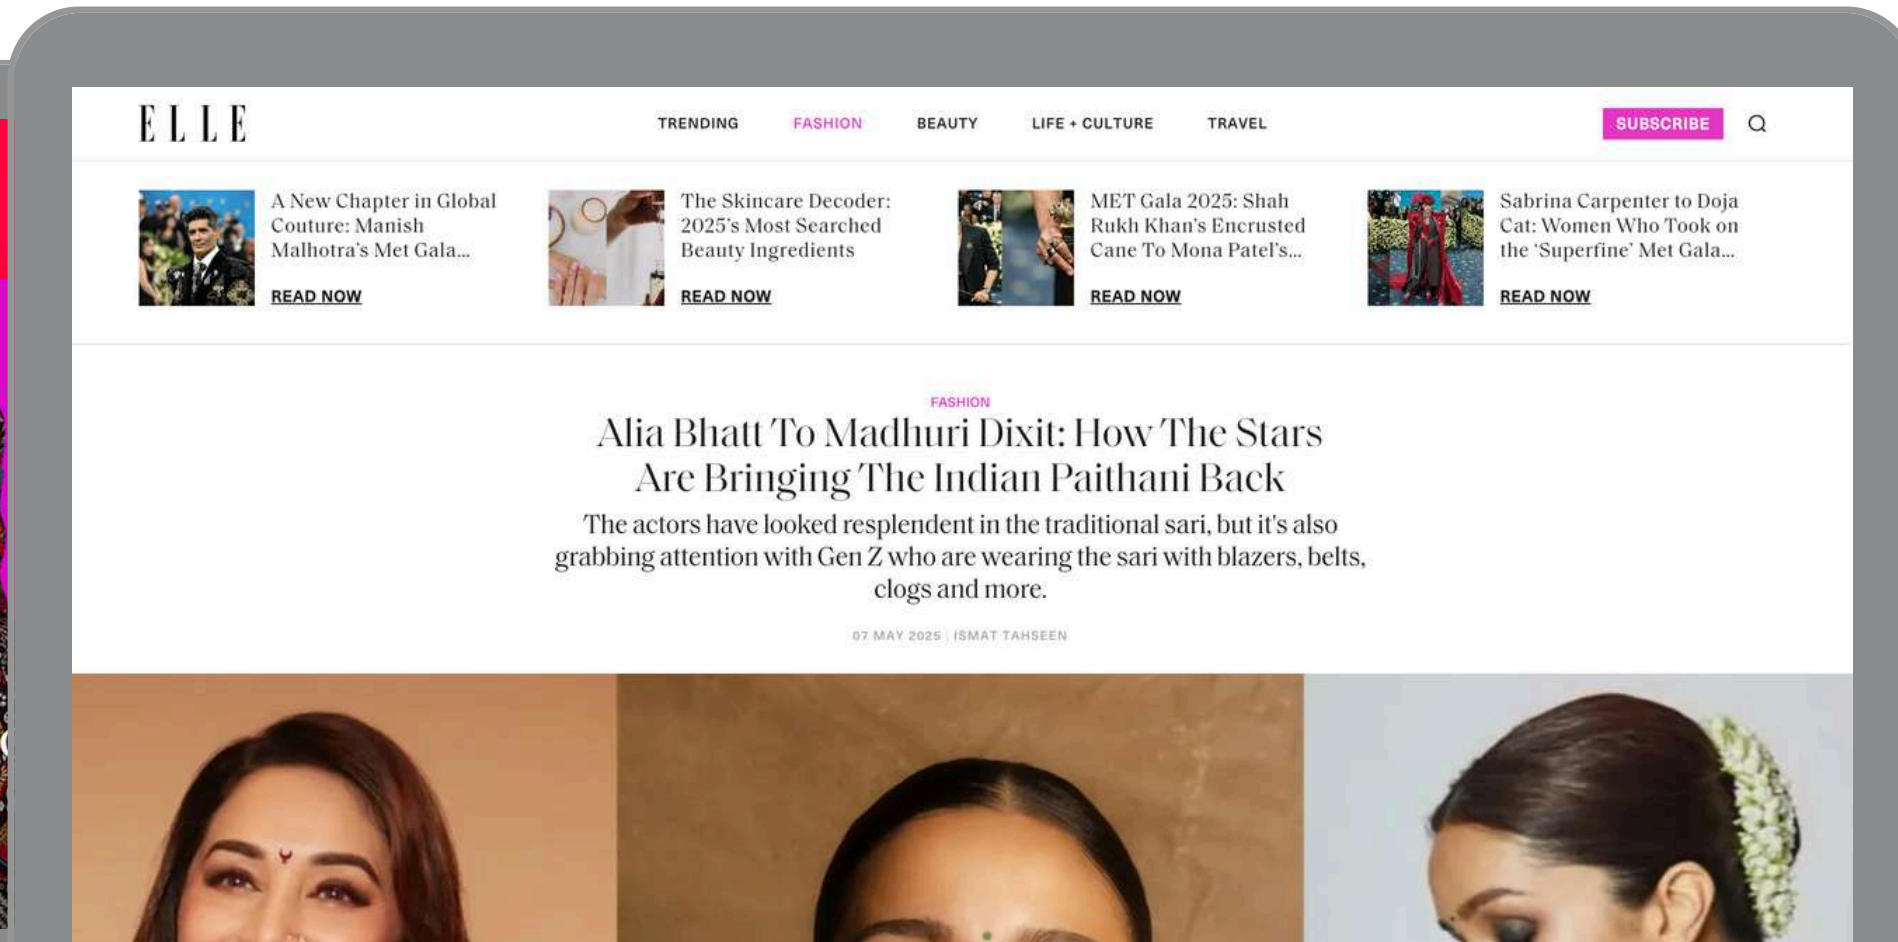 ELLE
TRENDING
FASHION
BEAUTY
LIFE + CULTURE
TRAVEL
SUBSCRIBE
A New Chapter in Global
Couture: Manish
Malhotra’s Met Gala...
READ NOW
The Skincare Decoder:
2025’s Most Searched
Beauty Ingredients
READ NOW
MET Gala 2025: Shah
Rukh Khan’s Encrusted
Cane To Mona Patel’s...
READ NOW
Sabrina Carpenter to Doja
Cat: Women Who Took on
the ‘Superfine’ Met Gala...
READ NOW
FASHION
Alia Bhatt To Madhuri Dixit: How The Stars
Are Bringing The Indian Paithani Back
The actors have looked resplendent in the traditional sari, but it's also
grabbing attention with Gen Z who are wearing the sari with blazers, belts,
clogs and more.
07 MAY 2025 | ISMAT TAHSEEN